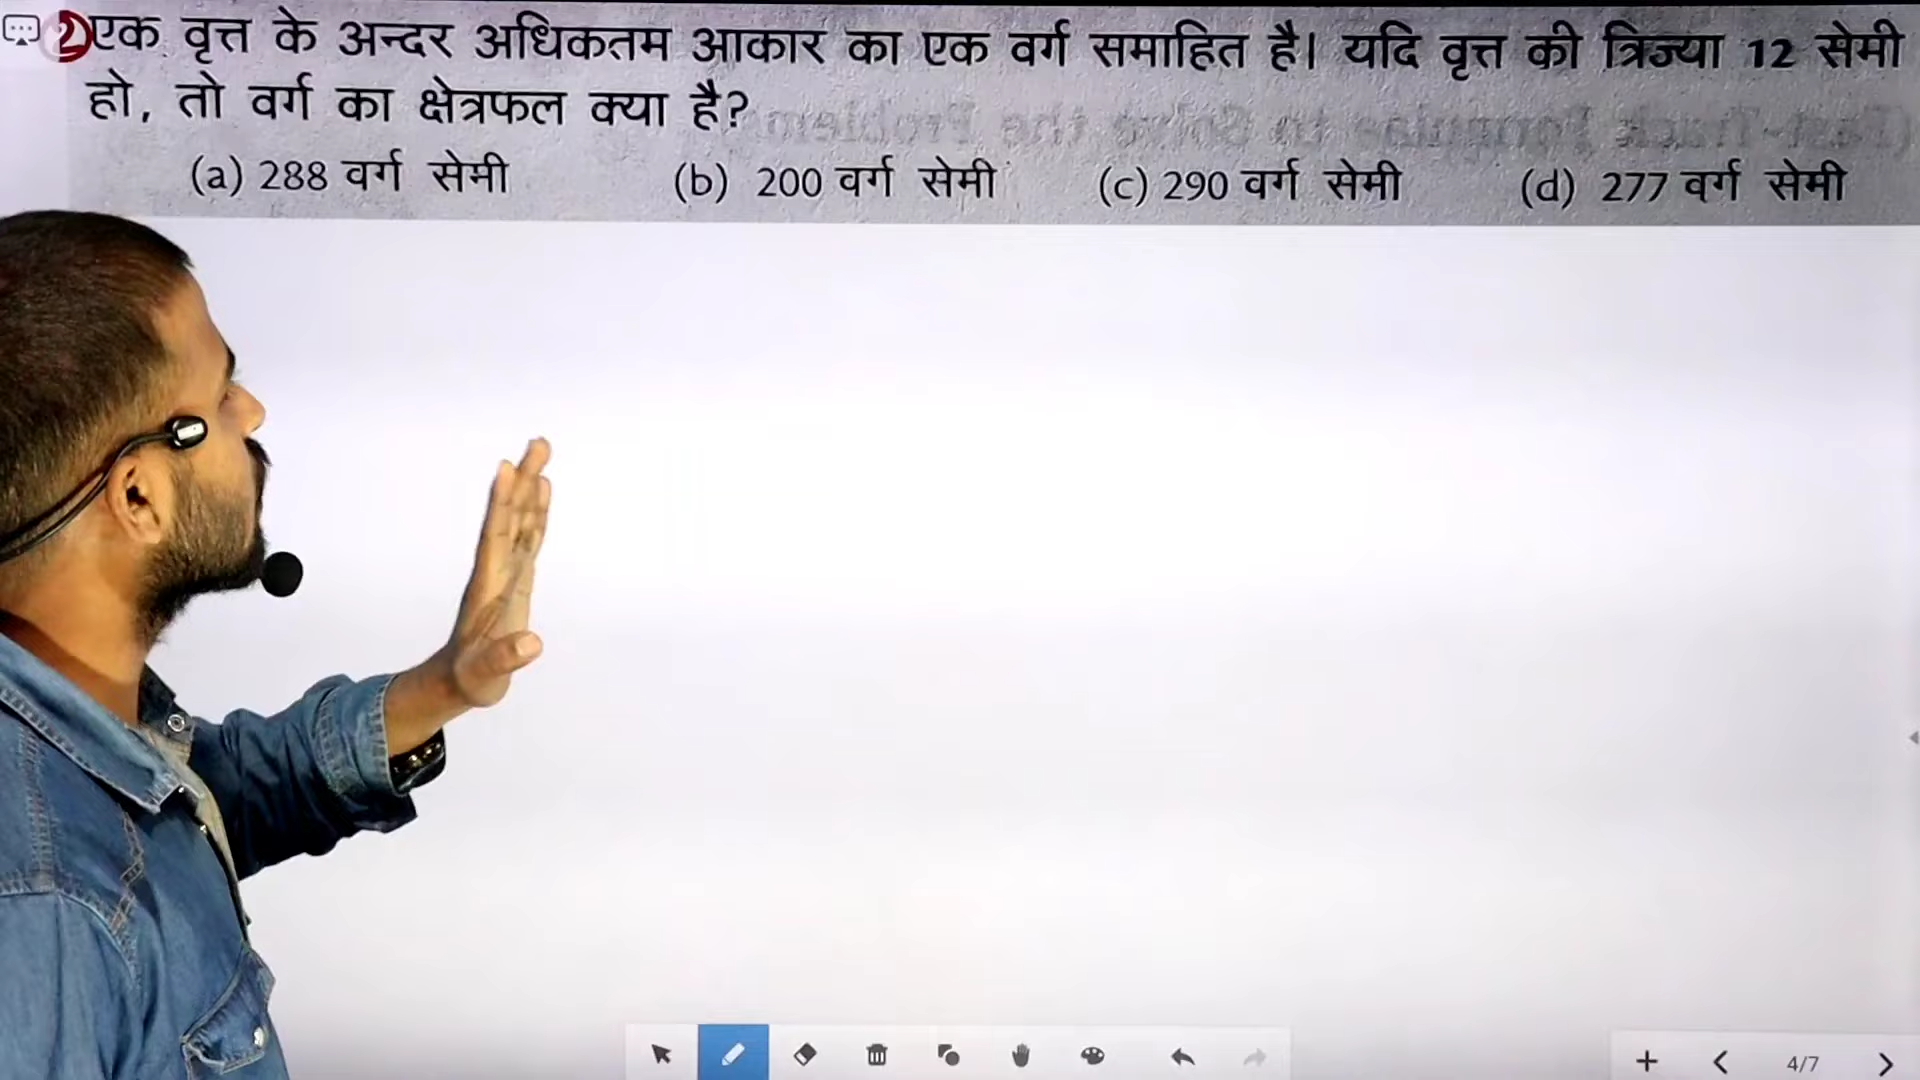 2) एक वृत्त के अन्दर अधिकतम आकार का एक वर्ग समाहित है। यदि वृत्त की त्रिज्या 12 सेमी
हो, तो वर्ग का क्षेत्रफल क्या है?
(a) 288 वर्ग सेमी (b) 200 वर्ग सेमी (c) 290 वर्ग सेमी (d) 277 वर्ग सेमी
4/7